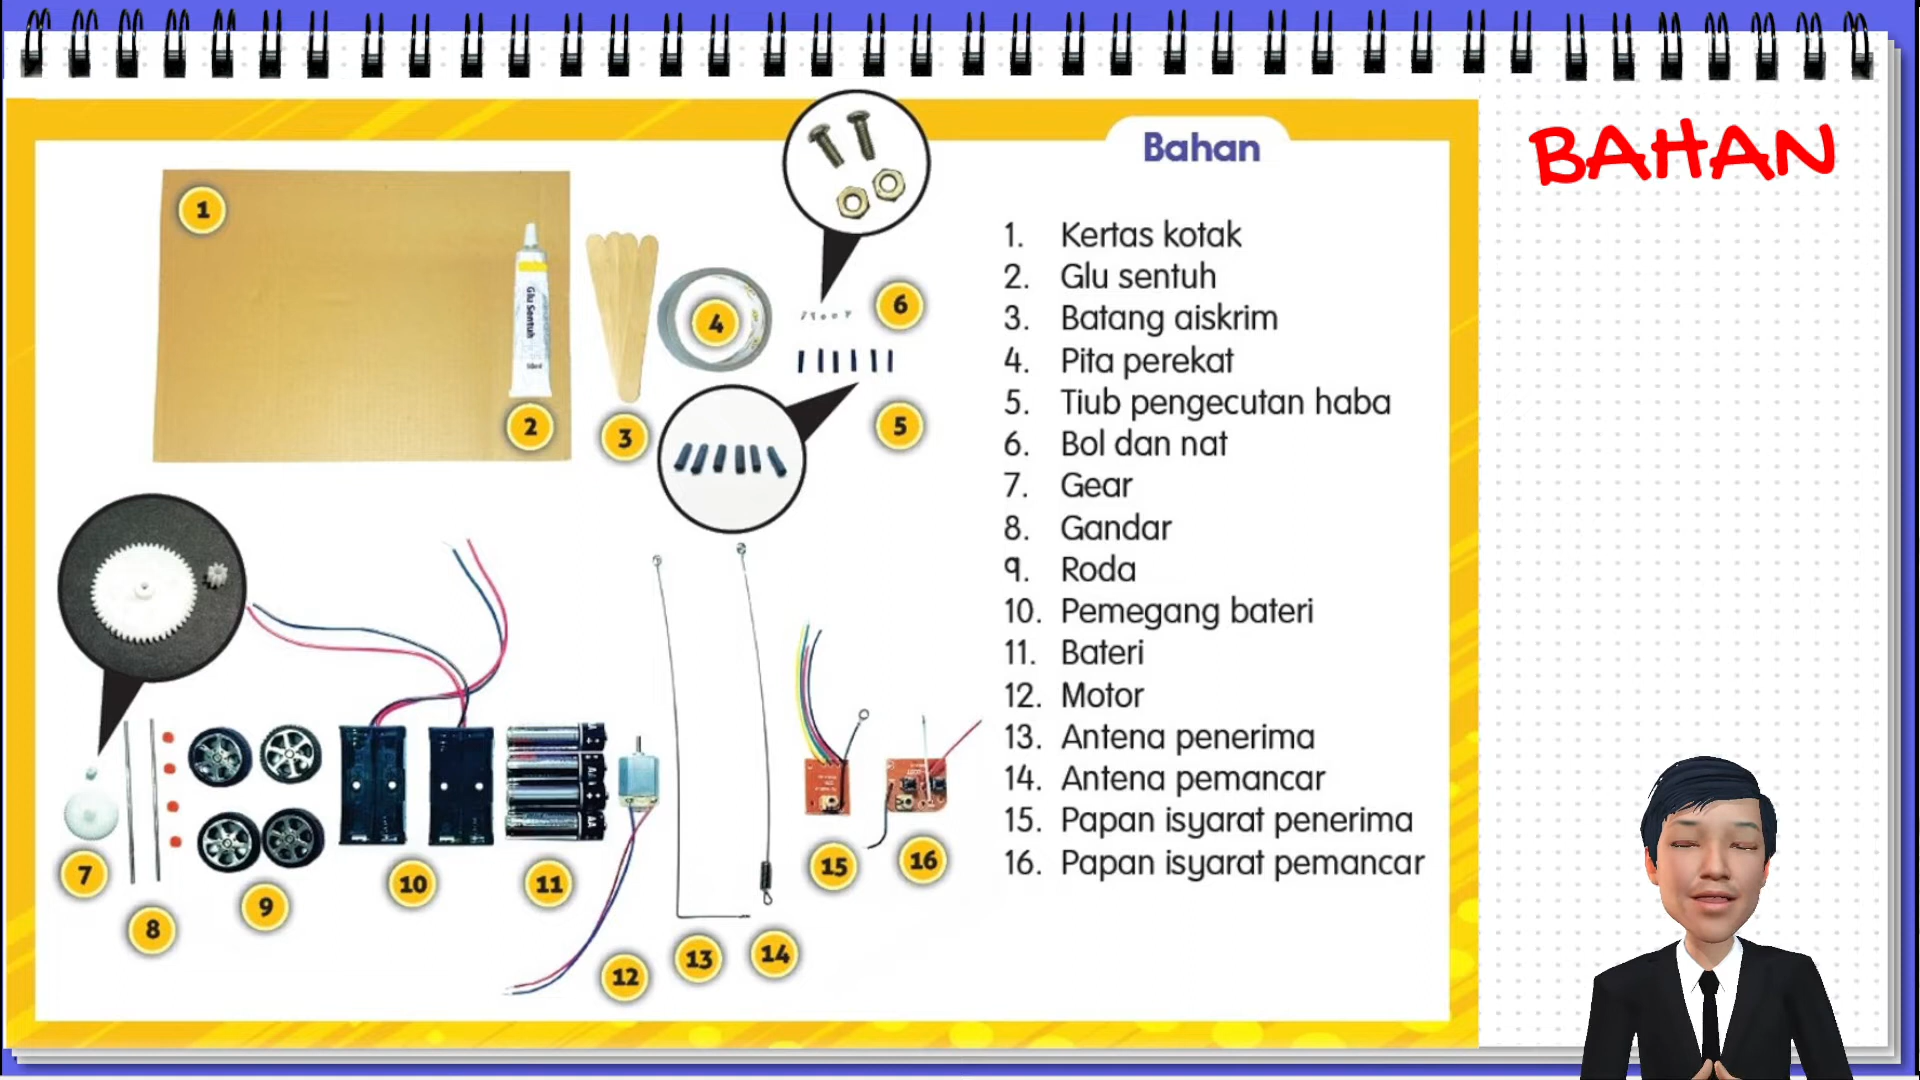 BAHAN
Bahan
1. Kertas kotak
2. Glu sentuh
3. Batang aiskrim
4. Pita perekat
5. Tiub pengecutan haba
6. Bol dan nat
7. Gear
8. Gandar
9. Roda
10. Pemegang bateri
11. Bateri
12. Motor
13. Antena penerima
14. Antena pemancar
15. Papan isyarat penerima
16. Papan isyarat pemancar
1
Glu Sentuh
2
3
4
6
5
7
8
9
10
AA
11
12
13
14
15
16